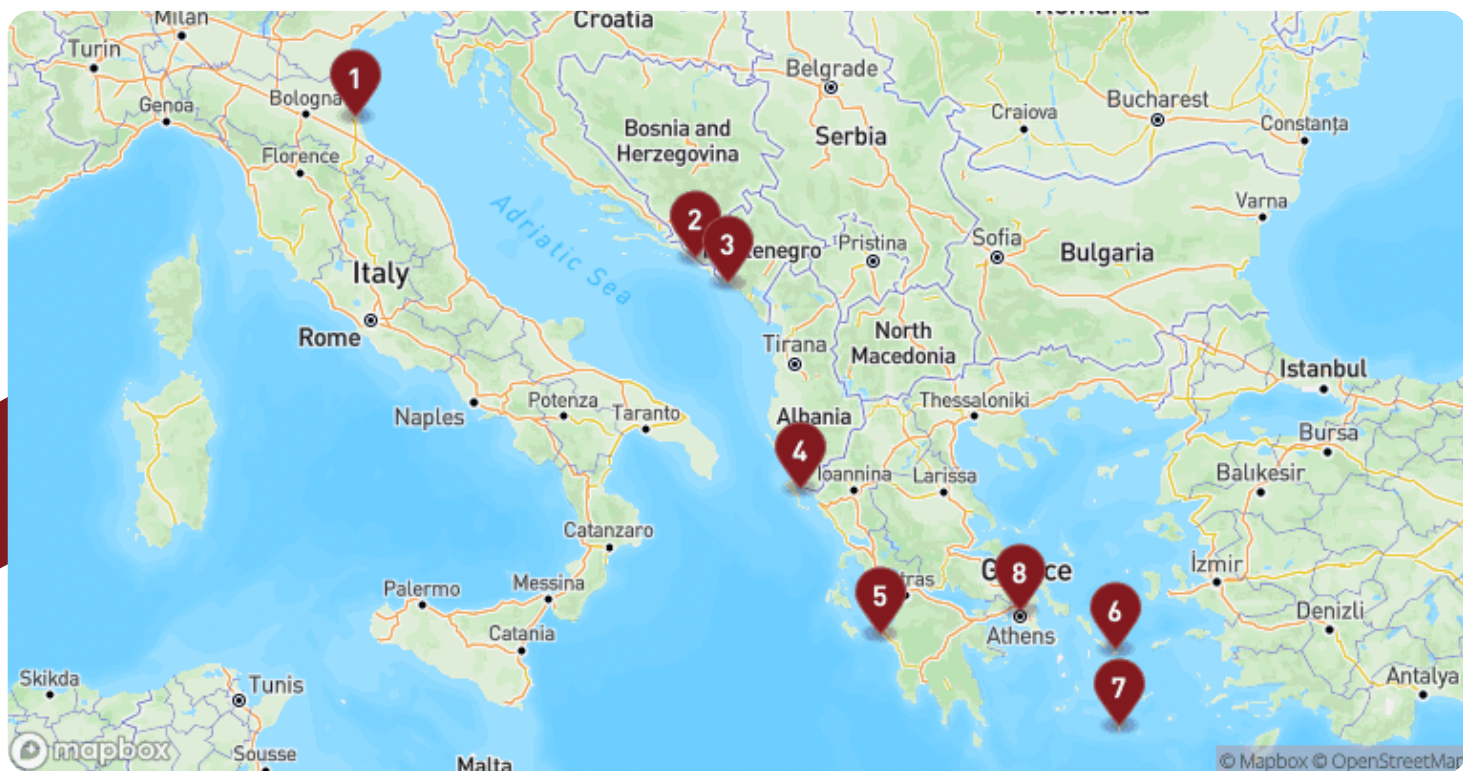 Croatia
Romania
Milan
Turin
1
Belgrade
Genoa
Bologna
Bucharest
Craiova
Constanța
Bosnia and
Herzegovina
Serbia
Florence
Adriatic Sea
Varna
2
3
Pristina
Sofia
Bulgaria
Italy
Rome
Tirana
North
Macedonia
Istanbul
Naples
Potenza
Taranto
Albania
Thessaloniki
Bursa
4
Ioannina
Larissa
Balıkesir
Catanzaro
Palermo
Messina
5
8
6
İzmir
Athens
Denizli
Catania
Skikda
Tunis
7
Antalya
mapbox
Sousse
Malta
© Mapbox © OpenStreetMap